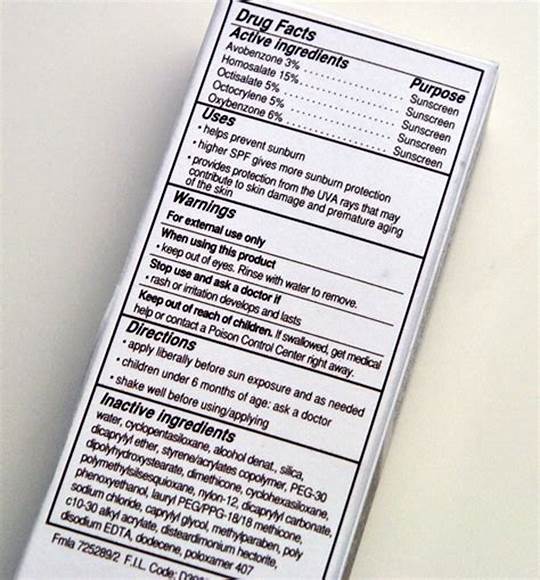 Drug Facts
Active ingredients Purpose
Avobenzone 3% Sunscreen
Homosalate 15% Sunscreen
Octisalate 5% Sunscreen
Octocrylene 5% Sunscreen
Oxybenzone 6% Sunscreen
Uses
• helps prevent sunburn
• higher SPF gives more sunburn protection
• provides protection from the UVA rays that may
contribute to skin damage and premature aging
of the skin
Warnings
For external use only
When using this product
• keep out of eyes. Rinse with water to remove.
Stop use and ask a doctor if
• rash or irritation develops and lasts
Keep out of reach of children. If swallowed, get medical
help or contact a Poison Control Center right away.
Directions
• apply liberally before sun exposure and as needed
• children under 6 months of age: ask a doctor
• shake well before using/applying
Inactive ingredients
water, cyclopentasiloxane, alcohol denat., silica,
dicaprylyl ether, styrene/acrylates copolymer, PEG-30
dipolyhydroxystearate, dimethicone, cyclohexasiloxane,
polymethylsilsesquioxane, nylon-12, dicaprylyl carbonate,
phenoxyethanol, lauryl PEG/PPG-18/18 methicone,
sodium chloride, caprylyl glycol, methylparaben, poly
c10-30 alkyl acrylate, disteardimonium hectorite,
disodium EDTA, dodecene, poloxamer 407
Fmla 725289/2 F.I.L. Code: